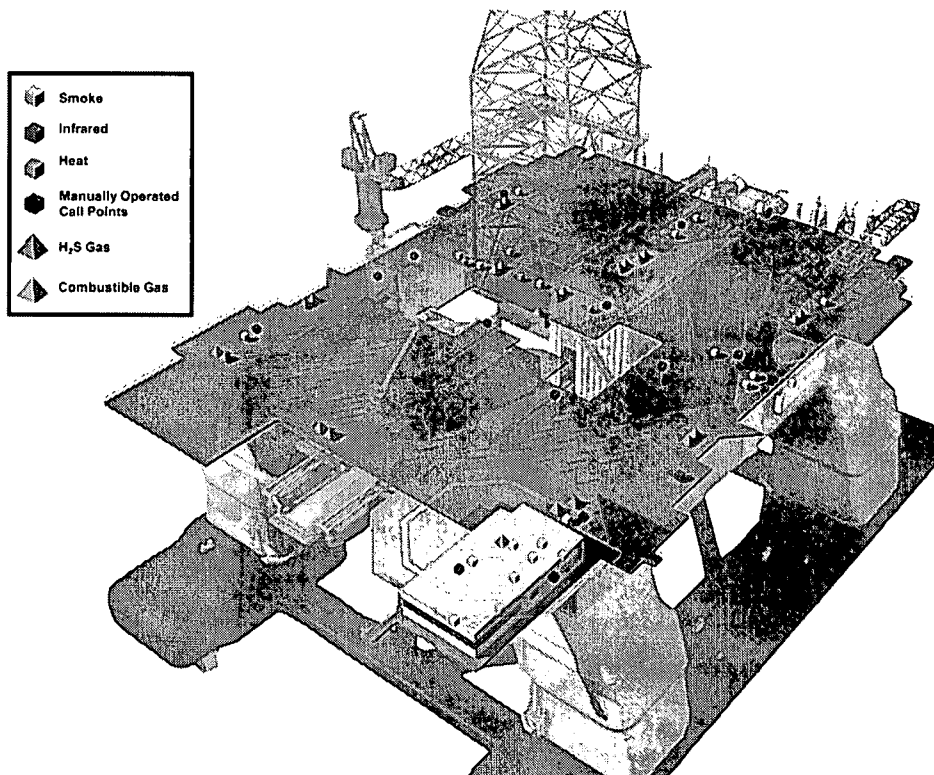 Smoke
Infrared
Heat
Manually Operated
Call Points
H₂S Gas
Combustible Gas